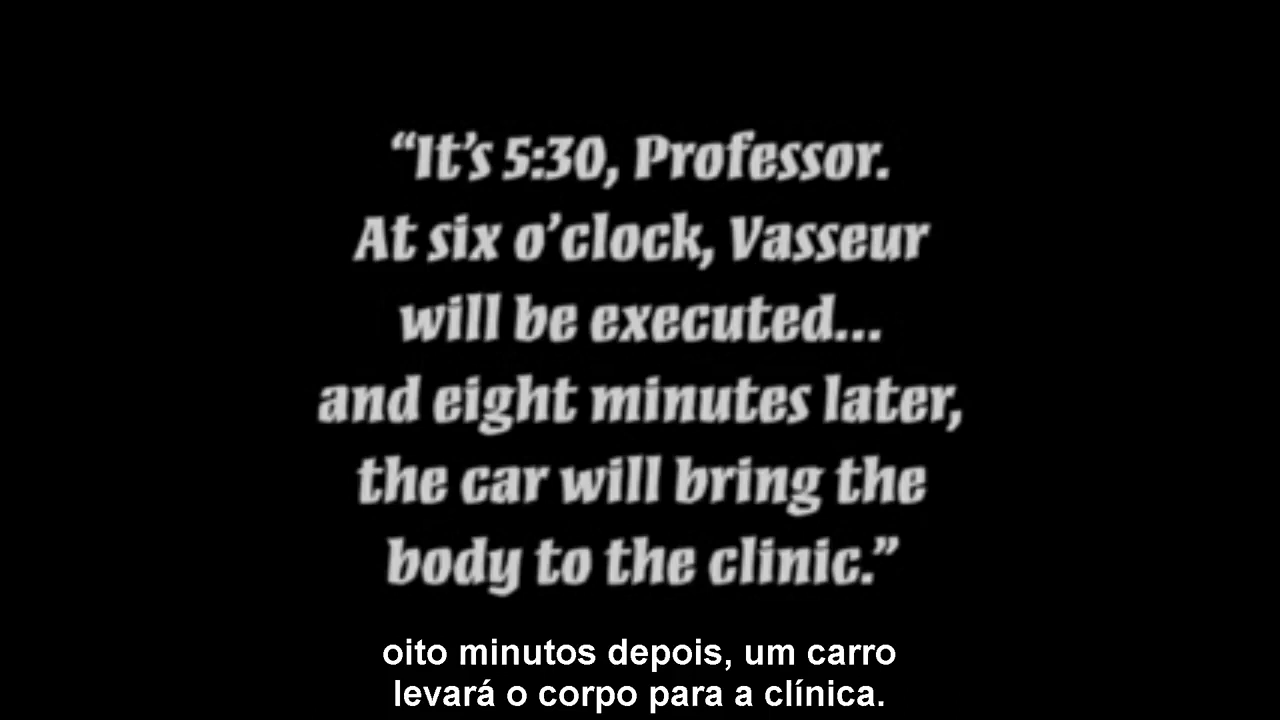 “It’s 5:30, Professor.
At six o’clock, Vasseur
will be executed...
and eight minutes later,
the car will bring the
body to the clinic.”
oito minutos depois, um carro
levará o corpo para a clínica.